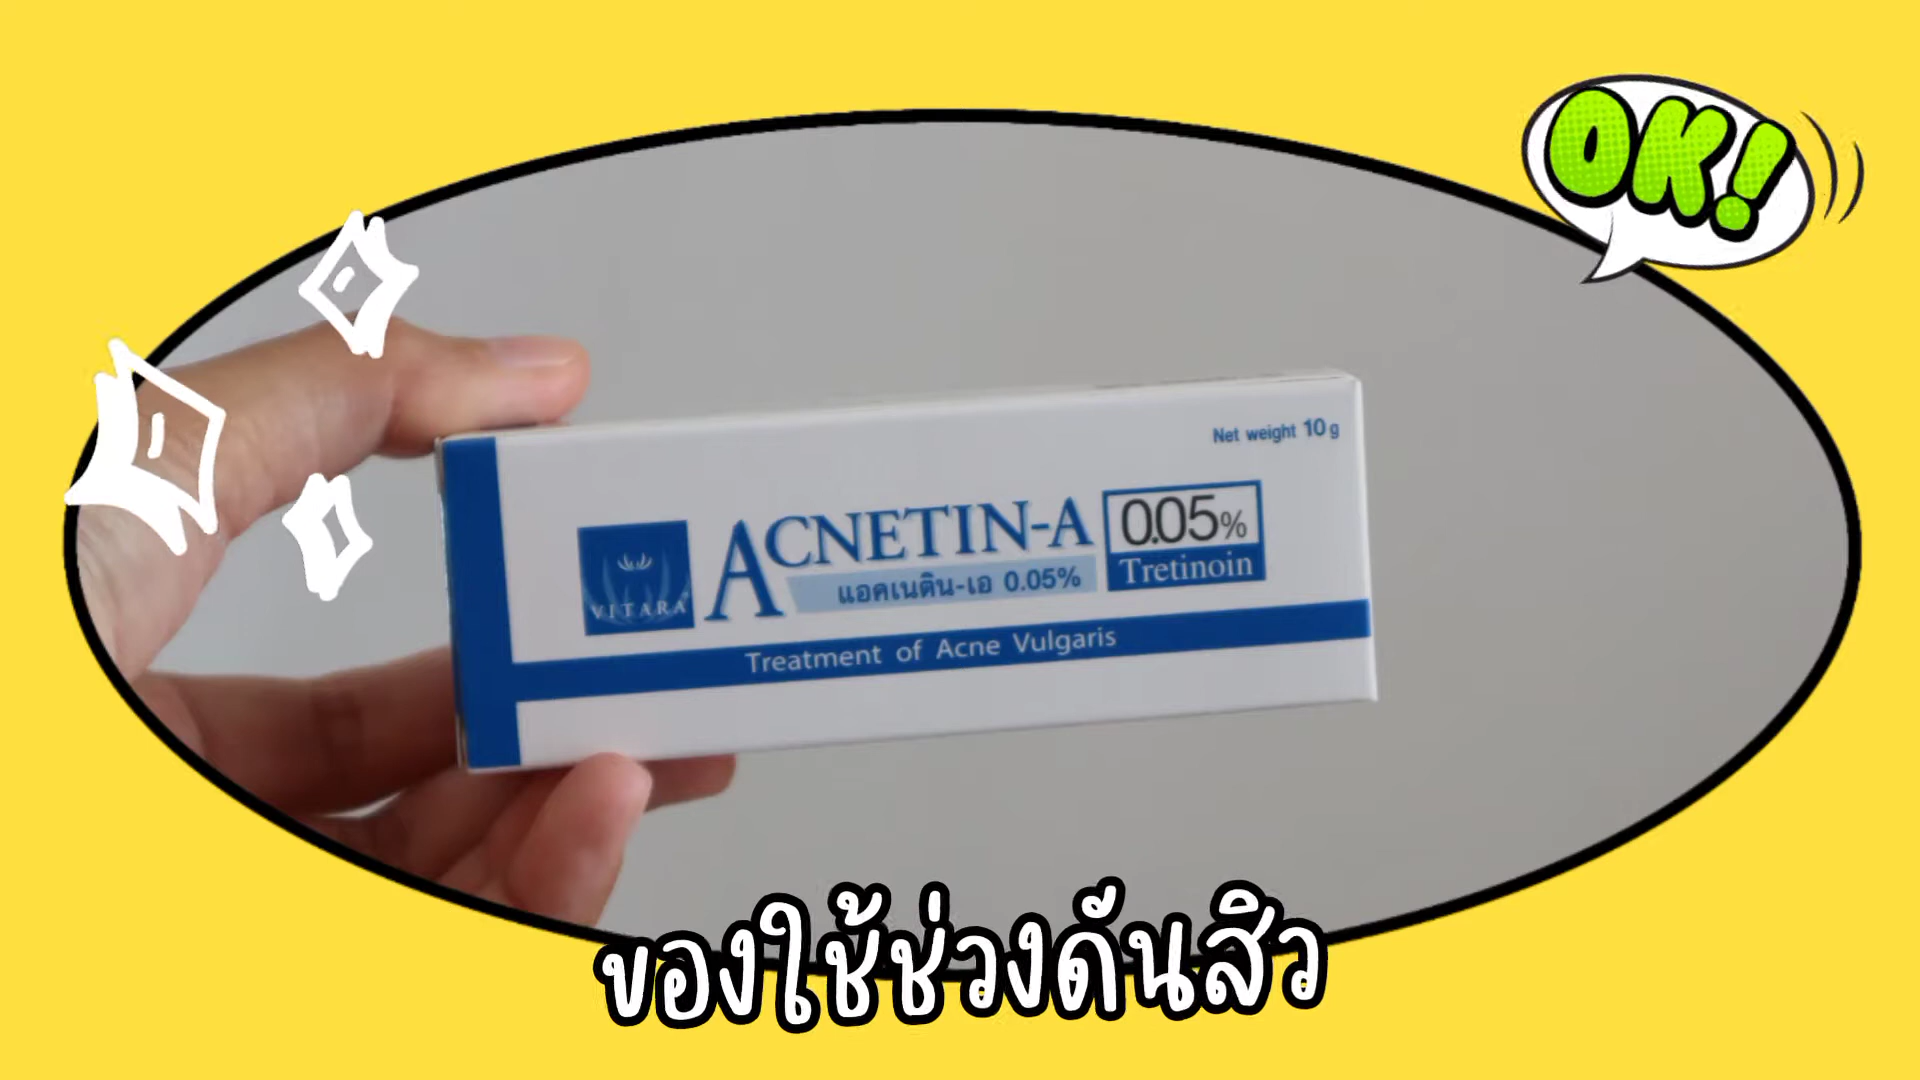 OK!
Net weight 10 g
VITARA
ACNETIN-A
0.05%
แอคเนติน-เอ 0.05%
Tretinoin
Treatment of Acne Vulgaris
ของใช้ช่วงดันสิว